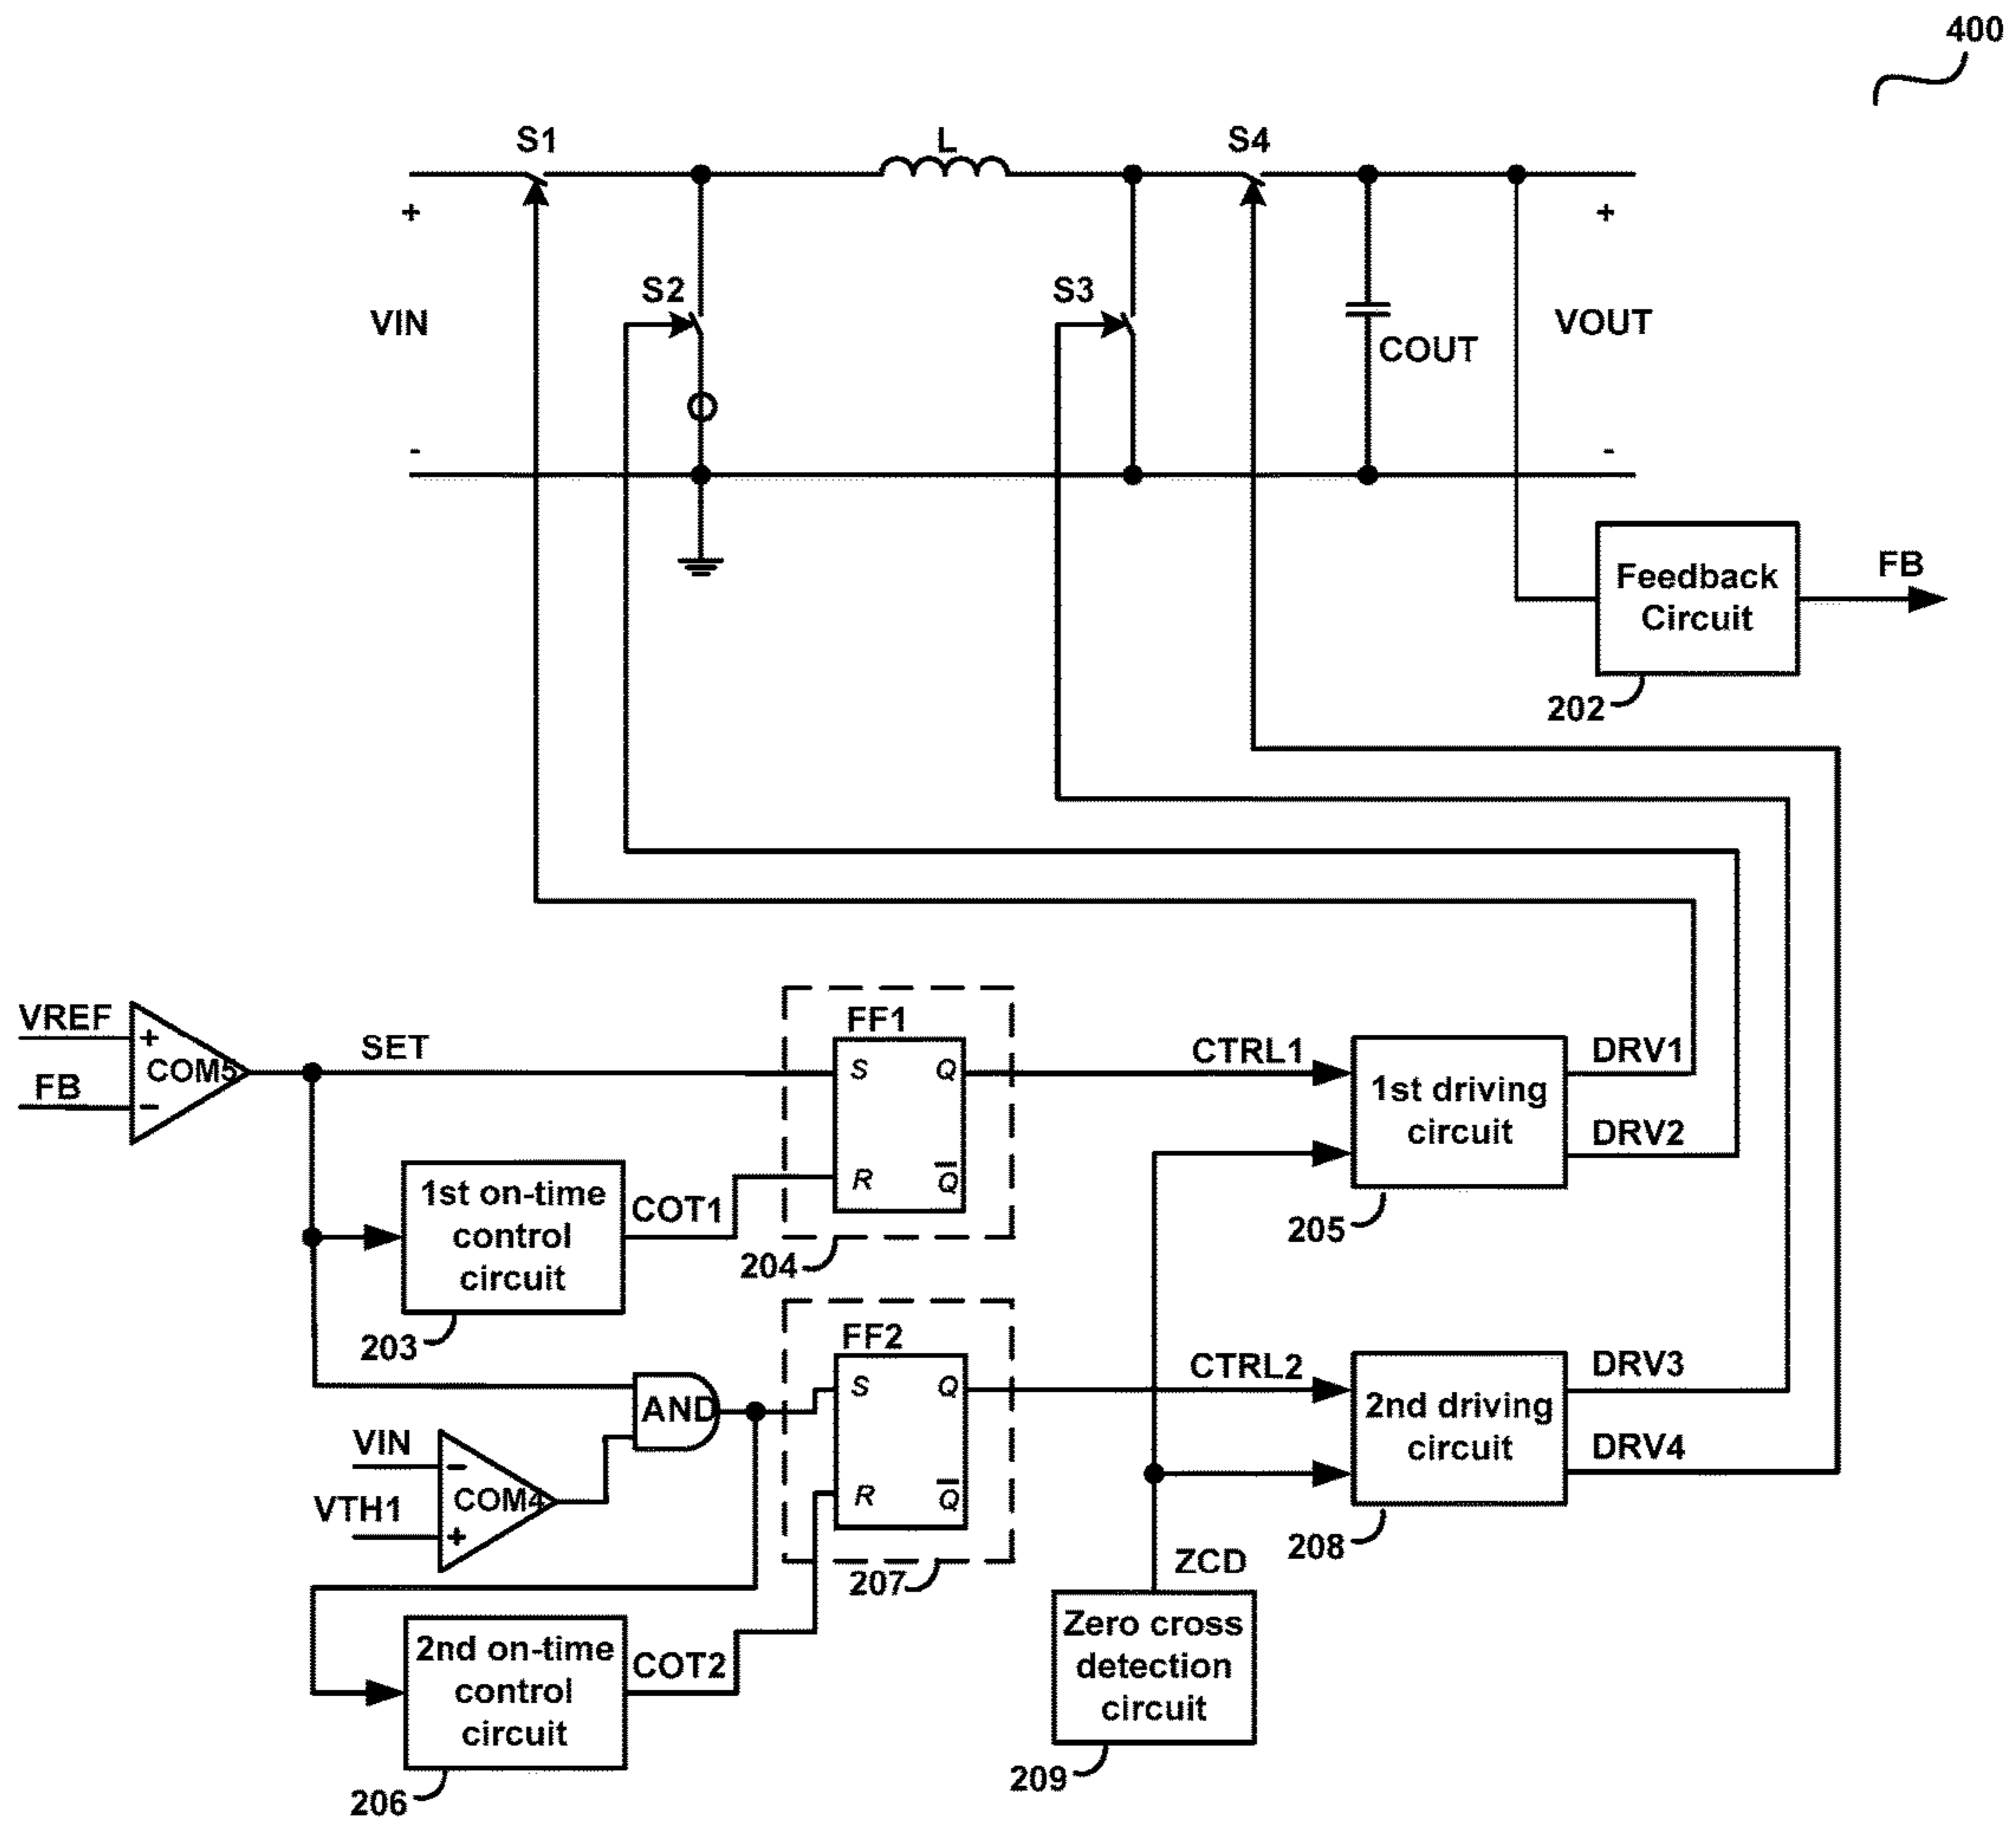 400
S1
L
S4
+
+
S2
S3
VIN
COUT
VOUT
-
-
Feedback
Circuit
FB
202
VREF
+
COM5
FB
-
SET
FF1
S
Q
R
Q
CTRL1
1st driving
circuit
DRV1
DRV2
205
1st on-time
control
circuit
COT1
204
203
FF2
S
Q
R
Q
AND
CTRL2
2nd driving
circuit
DRV3
DRV4
208
VIN
-
COM4
VTH1
+
207
ZCD
Zero cross
detection
circuit
209
2nd on-time
control
circuit
COT2
206